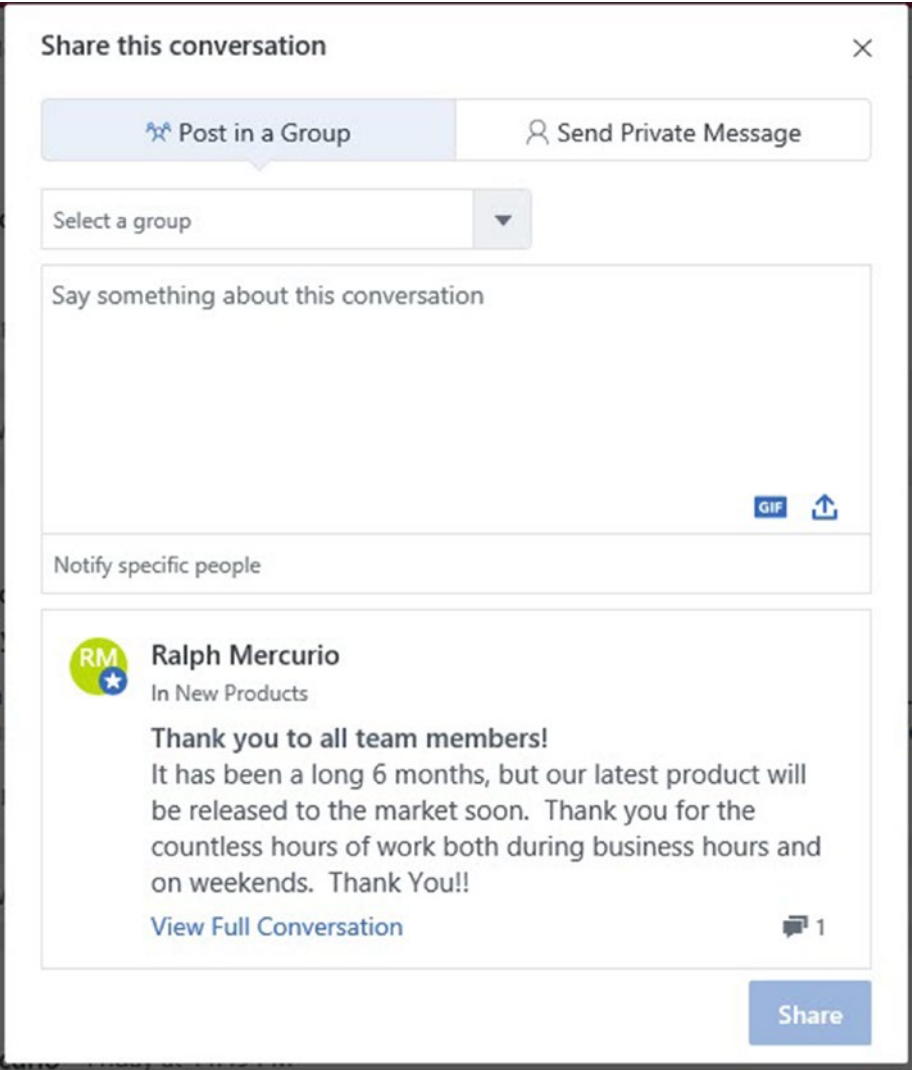 Share this conversation
Post in a Group
Send Private Message
Select a group
Say something about this conversation
GIF
Notify specific people
RM
Ralph Mercurio
In New Products
Thank you to all team members!
It has been a long 6 months, but our latest product will
be released to the market soon.  Thank you for the
countless hours of work both during business hours and
on weekends.  Thank You!!
View Full Conversation
1
Share